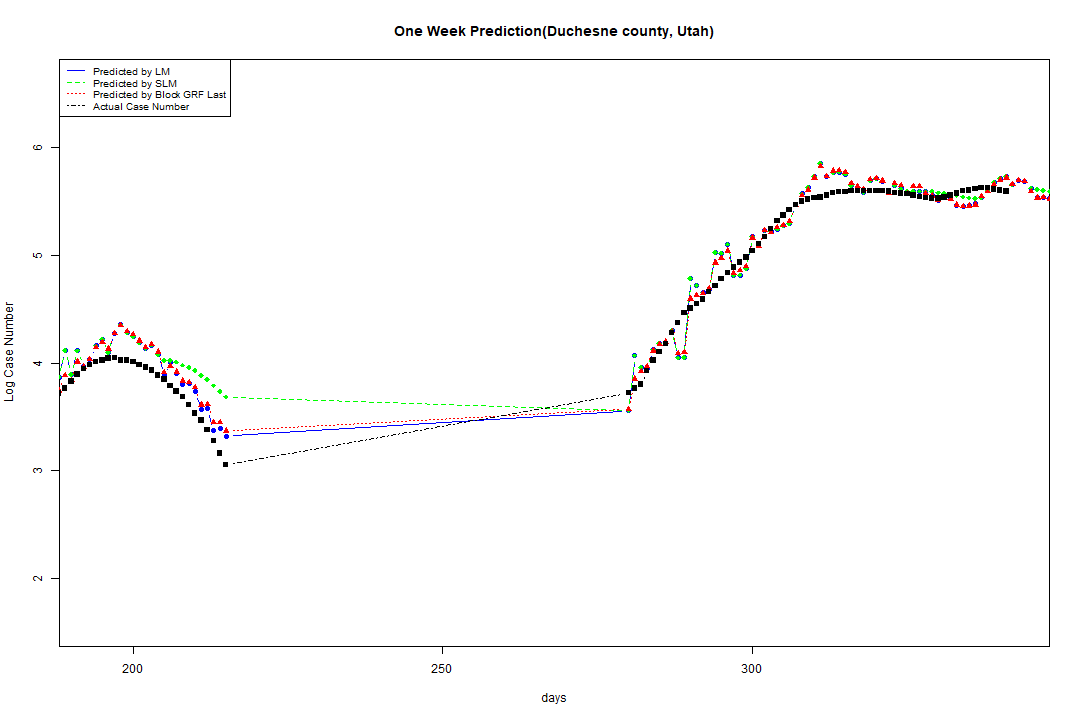 One Week Prediction(Duchesne county, Utah)
Predicted by LM
Predicted by SLM
Predicted by Block GRF Last
Actual Case Number
6
5
4
3
2
Log Case Number
200
250
300
days